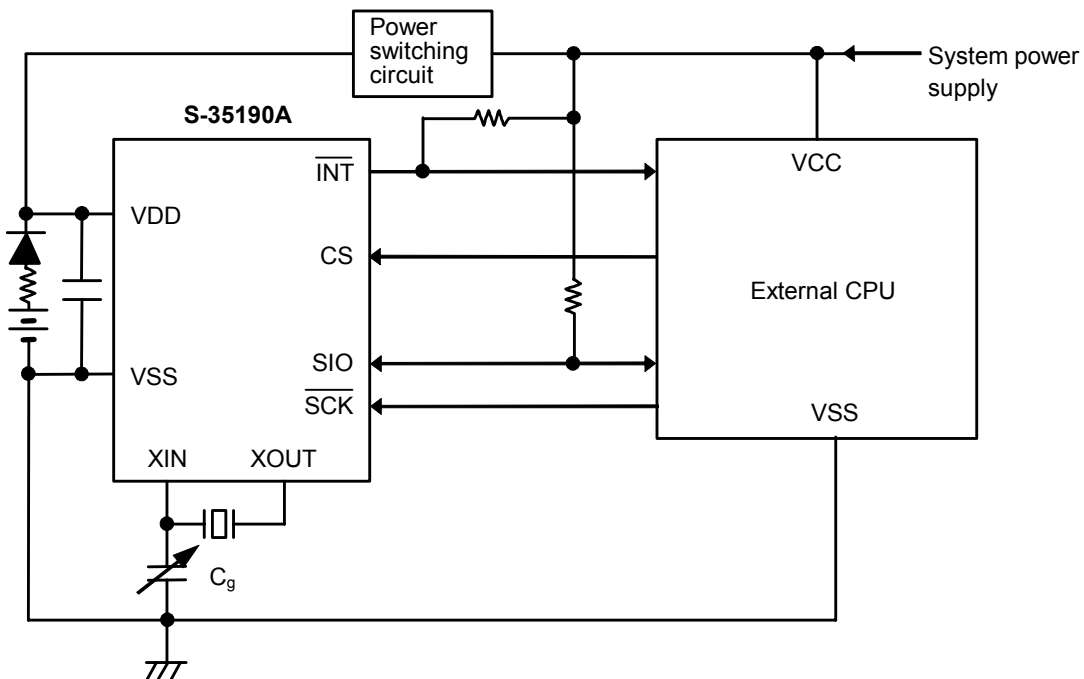 Power
switching
circuit
System power
supply
S-35190A
INT
VCC
VDD
CS
External CPU
SIO
VSS
SCK
VSS
XIN
XOUT
Cg